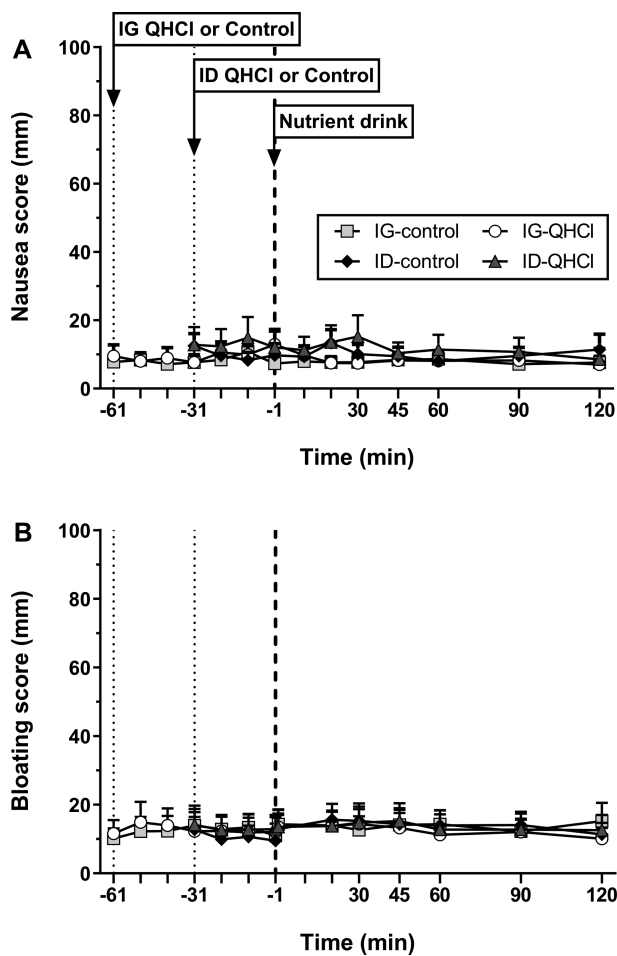 A
IG QHCl or Control
ID QHCl or Control
Nutrient drink
Nausea score (mm)
100
80
60
40
20
0
IG-control
IG-QHCl
ID-control
ID-QHCl
-61 -31 -1 30 45 60 90 120
Time (min)
B
Bloating score (mm)
100
80
60
40
20
0
-61 -31 -1 30 45 60 90 120
Time (min)